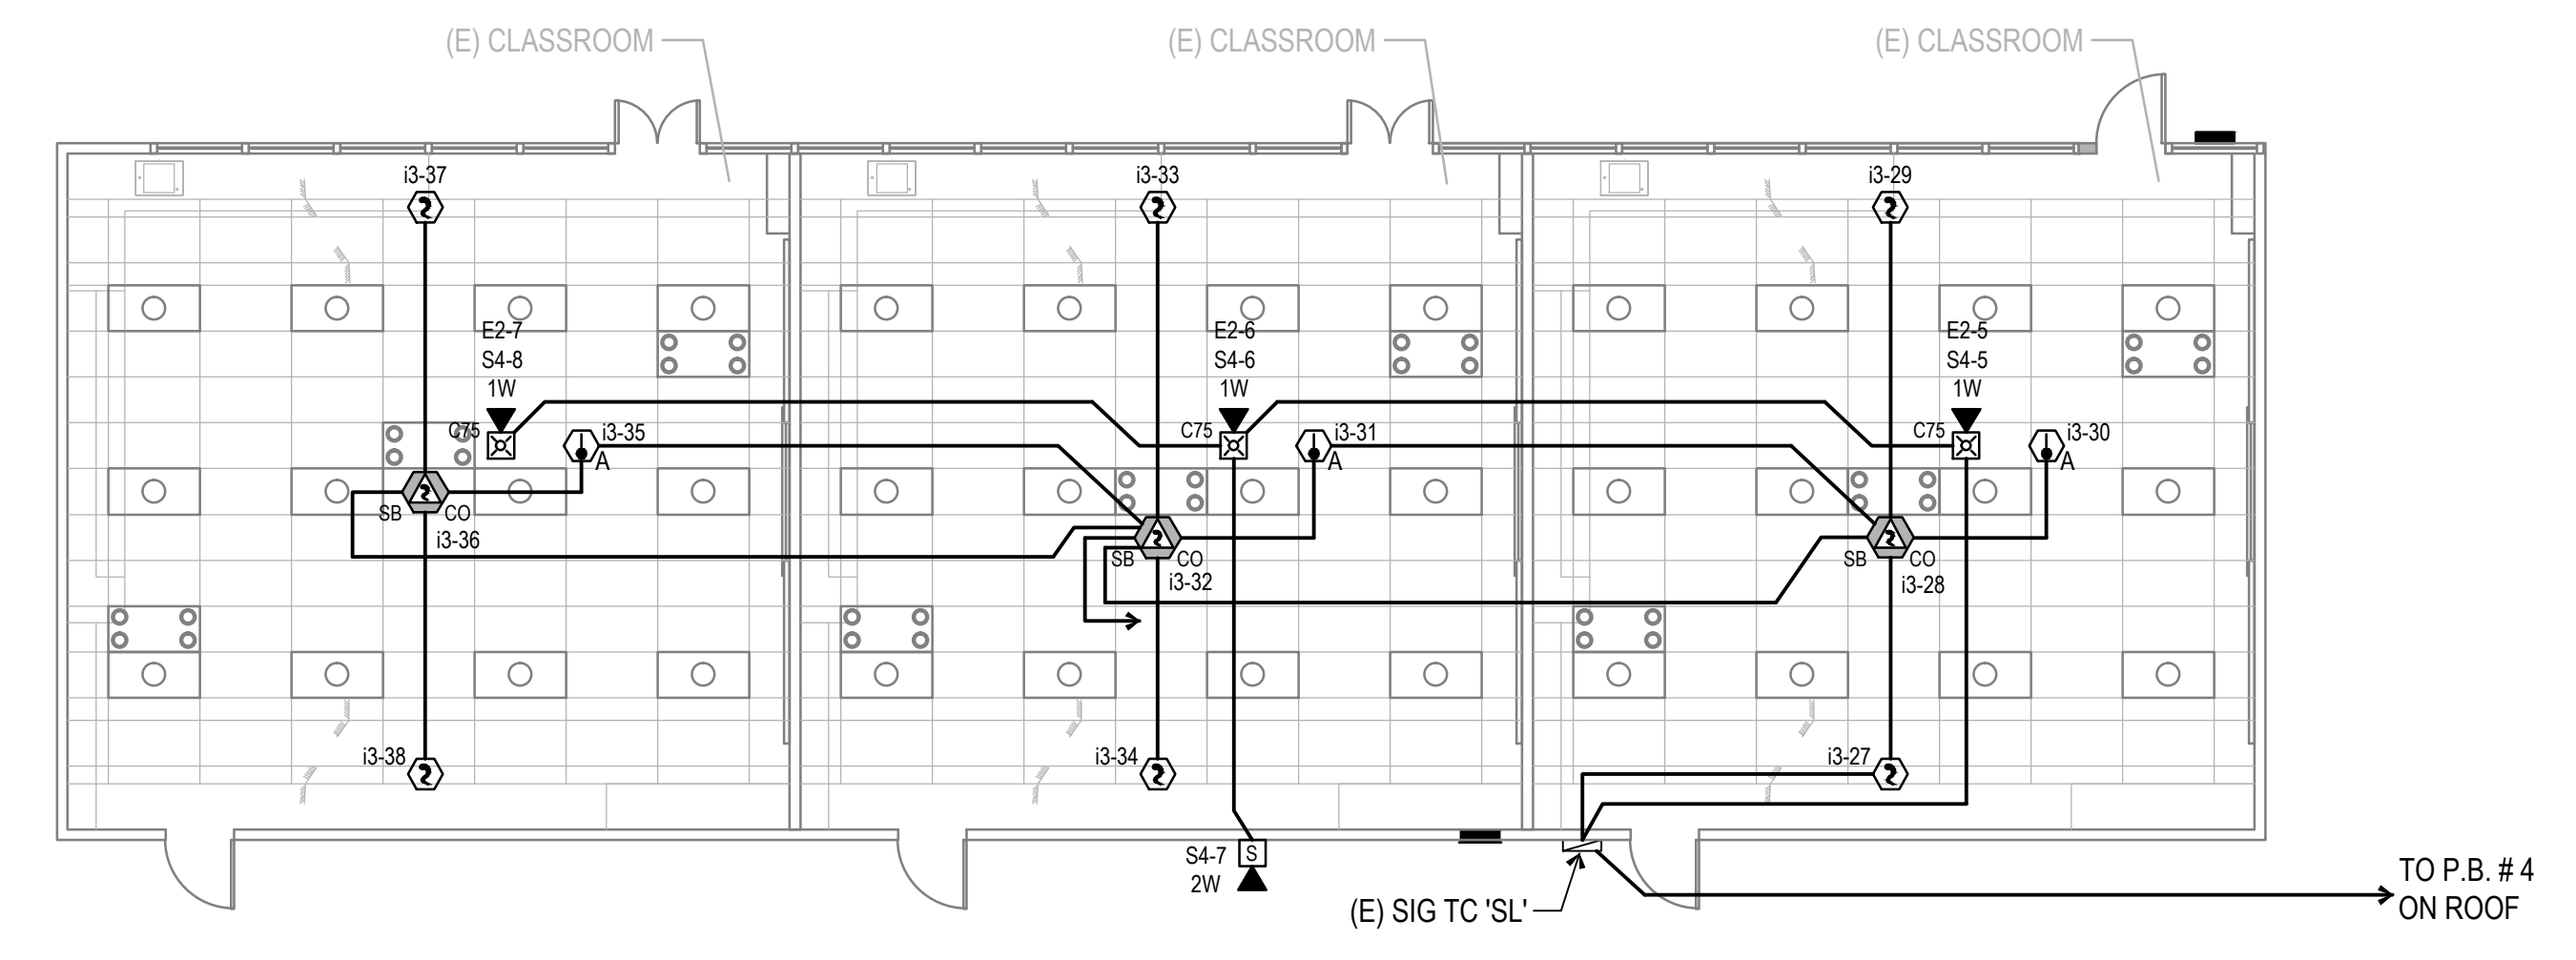 (E) CLASSROOM
(E) CLASSROOM
(E) CLASSROOM
i3-37
i3-33
i3-29
E2-7
S4-8
1W
E2-6
S4-6
1W
E2-5
S4-5
1W
C75
i3-35
A
C75
i3-31
A
C75
i3-30
A
SB
CO
i3-36
SB
CO
i3-32
SB
CO
i3-28
i3-38
i3-34
i3-27
S4-7
2W
S
(E) SIG TC 'SL'
TO P.B. # 4
ON ROOF